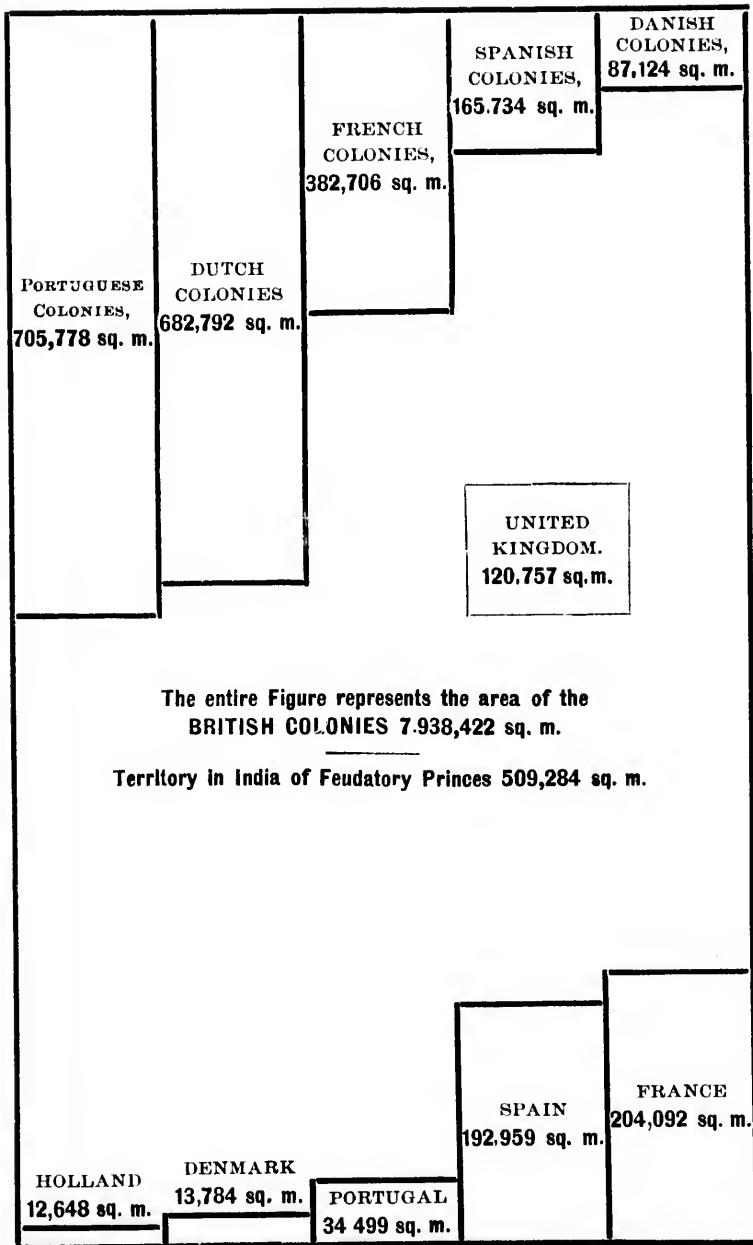 PORTUGUESE
COLONIES,
705,778 sq. m.
DUTCH
COLONIES
682,792 sq. m.
FRENCH
COLONIES,
382,706 sq. m.
SPANISH
COLONIES,
165.734 sq. m.
DANISH
COLONIES,
87,124 sq. m.
UNITED
KINGDOM.
120,757 sq. m.
The entire Figure represents the area of the
BRITISH COLONIES 7.938,422 sq. m.
Territory in India of Feudatory Princes 509,284 sq. m.
HOLLAND
12,648 sq. m.
DENMARK
13,784 sq. m.
PORTUGAL
34 499 sq. m.
SPAIN
192,959 sq. m.
FRANCE
204,092 sq. m.